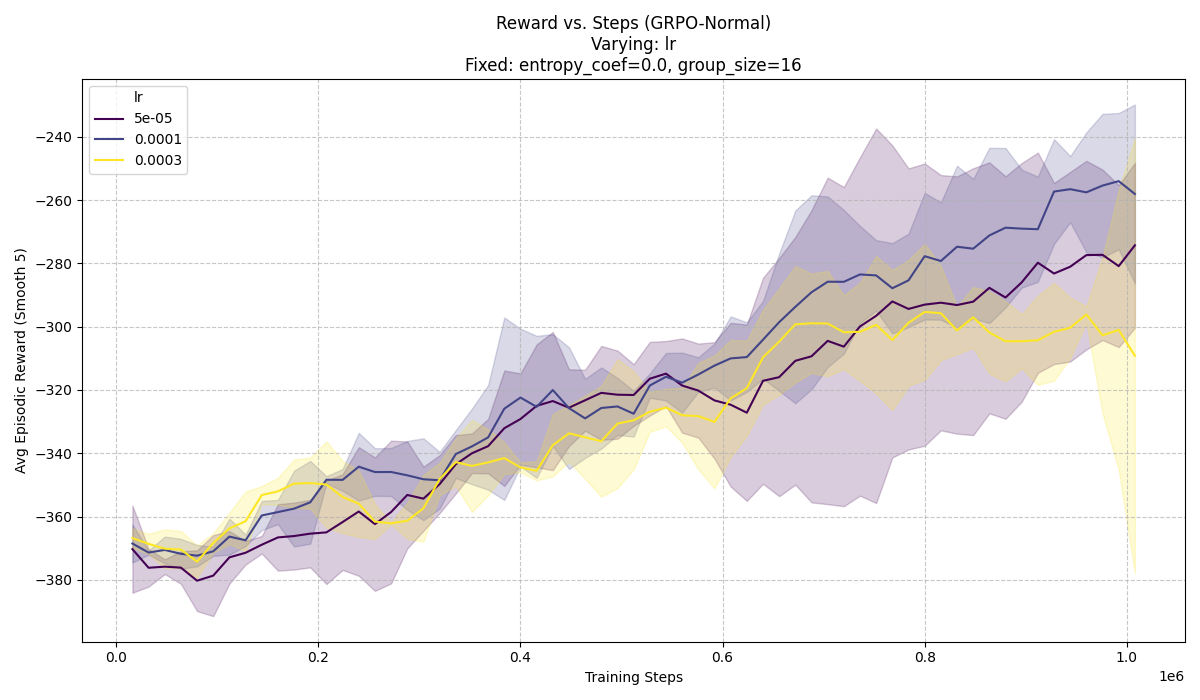 Reward vs. Steps (GRPO-Normal)
Varying: lr
Fixed: entropy_coef=0.0, group_size=16
lr
5e-05
0.0001
0.0003
−240
−260
−280
−300
−320
−340
−360
−380
Avg Episodic Reward (Smooth 5)
0.0 0.2 0.4 0.6 0.8 1.0
1e6
Training Steps